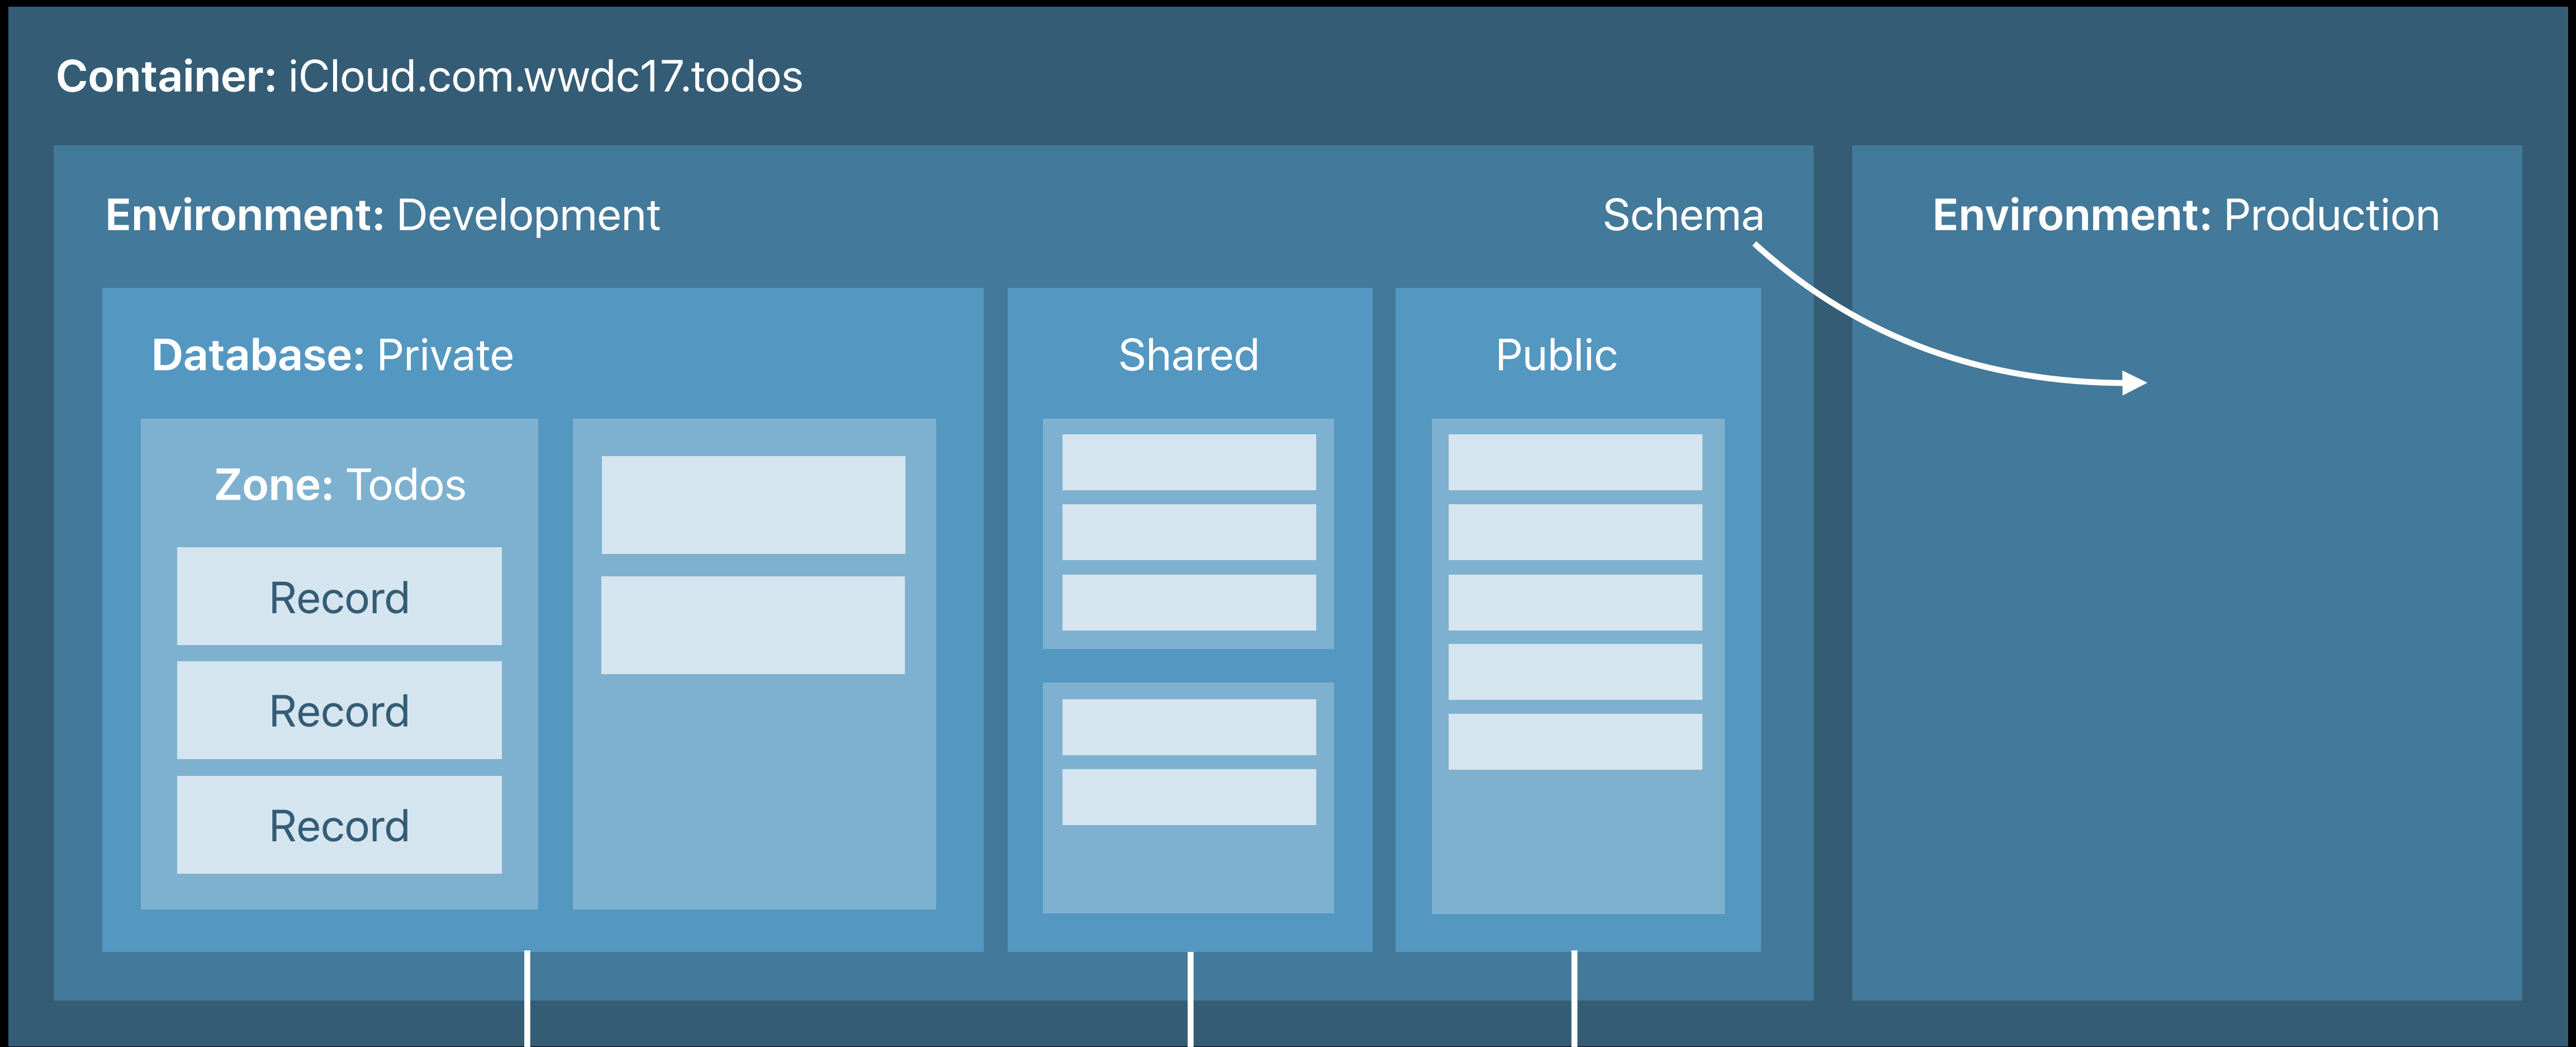 Container: iCloud.com.wwdc17.todos
Environment: Development
Schema
Environment: Production
Database: Private
Shared
Public
Zone: Todos
Record
Record
Record